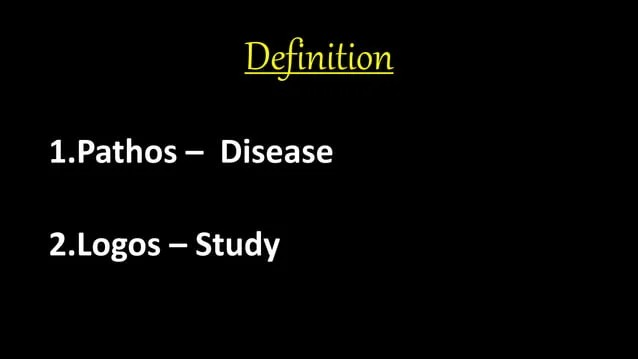 Definition
1.Pathos – Disease
2.Logos – Study